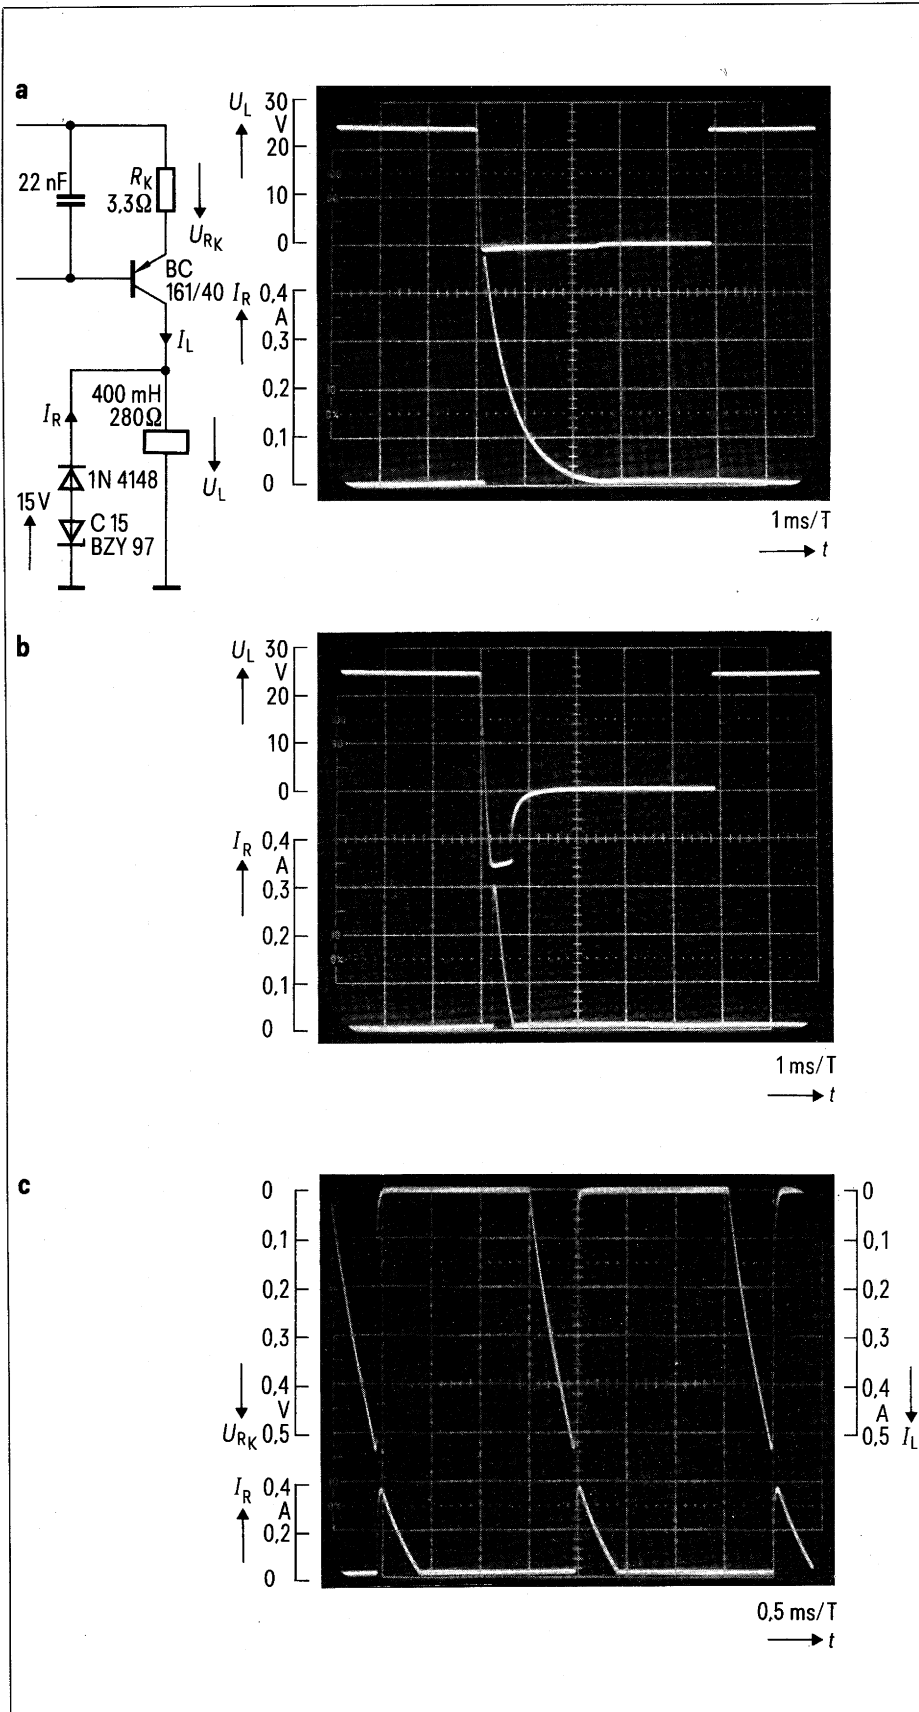 a
22 nF
R_K
3,3Ω
U_RK
BC
161/40
I_L
400 mH
280Ω
I_R
1N 4148
15 V
C 15
BZY 97
U_L
U_L 30
V
20
10
0
I_R 0,4
A
0,3
0,2
0,1
0
1 ms/T
t
b
U_L 30
V
20
10
0
I_R 0,4
A
0,3
0,2
0,1
0
1 ms/T
t
c
0
0,1
0,2
0,3
0,4
V
U_RK 0,5
I_R 0,4
A
0,2
0
0
0,1
0,2
0,3
0,4
A
0,5 I_L
0,5 ms/T
t